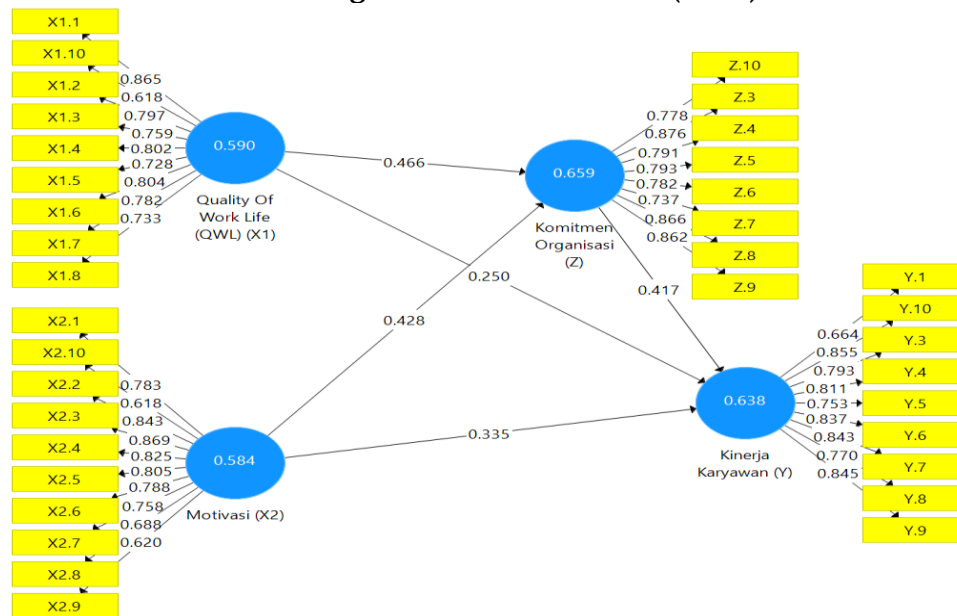 X1.1
X1.10
X1.2
X1.3
X1.4
X1.5
X1.6
X1.7
X1.8
0.865
0.618
0.797
0.759
0.802
0.728
0.804
0.782
0.733
0.590
Quality Of
Work Life
(QWL) (X1)
0.466
0.250
0.428
0.335
0.417
X2.1
X2.10
X2.2
X2.3
X2.4
X2.5
X2.6
X2.7
X2.8
X2.9
0.783
0.618
0.843
0.869
0.825
0.805
0.788
0.758
0.688
0.620
0.584
Motivasi (X2)
0.659
Komitmen
Organisasi
(Z)
0.778
0.876
0.791
0.793
0.782
0.737
0.866
0.862
Z.10
Z.3
Z.4
Z.5
Z.6
Z.7
Z.8
Z.9
0.638
Kinerja
Karyawan (Y)
0.664
0.855
0.793
0.811
0.753
0.837
0.843
0.770
0.845
Y.1
Y.10
Y.3
Y.4
Y.5
Y.6
Y.7
Y.8
Y.9